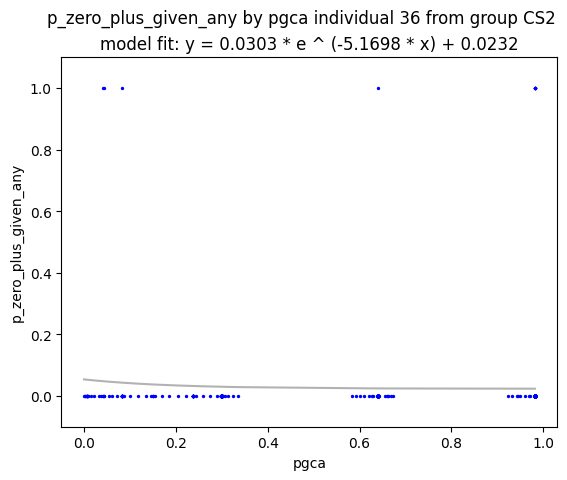 p_zero_plus_given_any by pgca individual 36 from group CS2
model fit: y = 0.0303 * e ^ (-5.1698 * x) + 0.0232
1.0
0.8
0.6
0.4
0.2
0.0
p_zero_plus_given_any
0.0 0.2 0.4 0.6 0.8 1.0
pgca